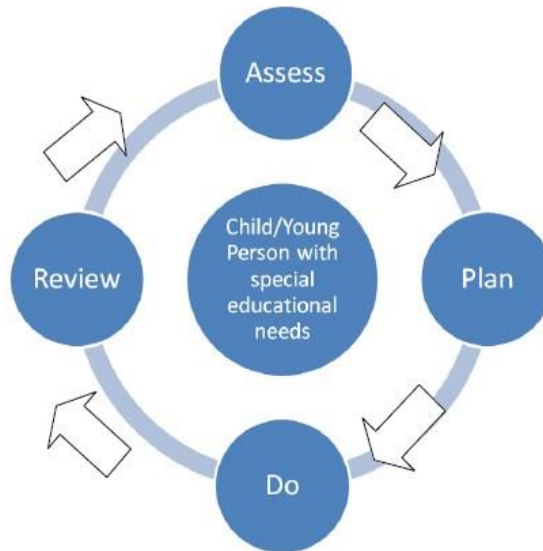 Assess
Child/Young
Person with
special
educational
needs
Review
Plan
Do